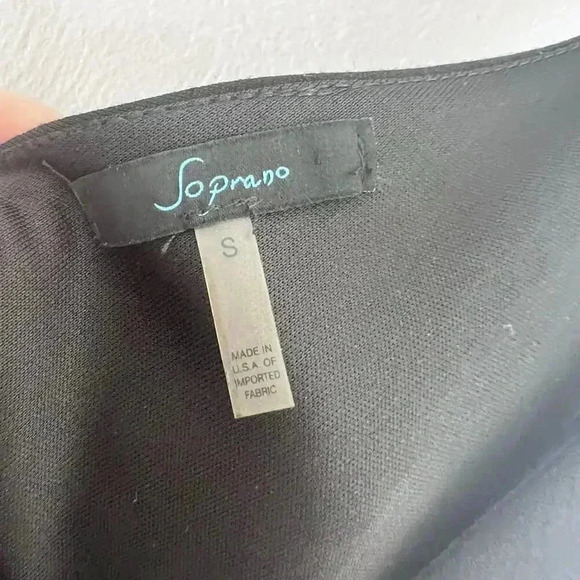 Soprano
S
MADE IN
U.S.A. OF
IMPORTED
FABRIC